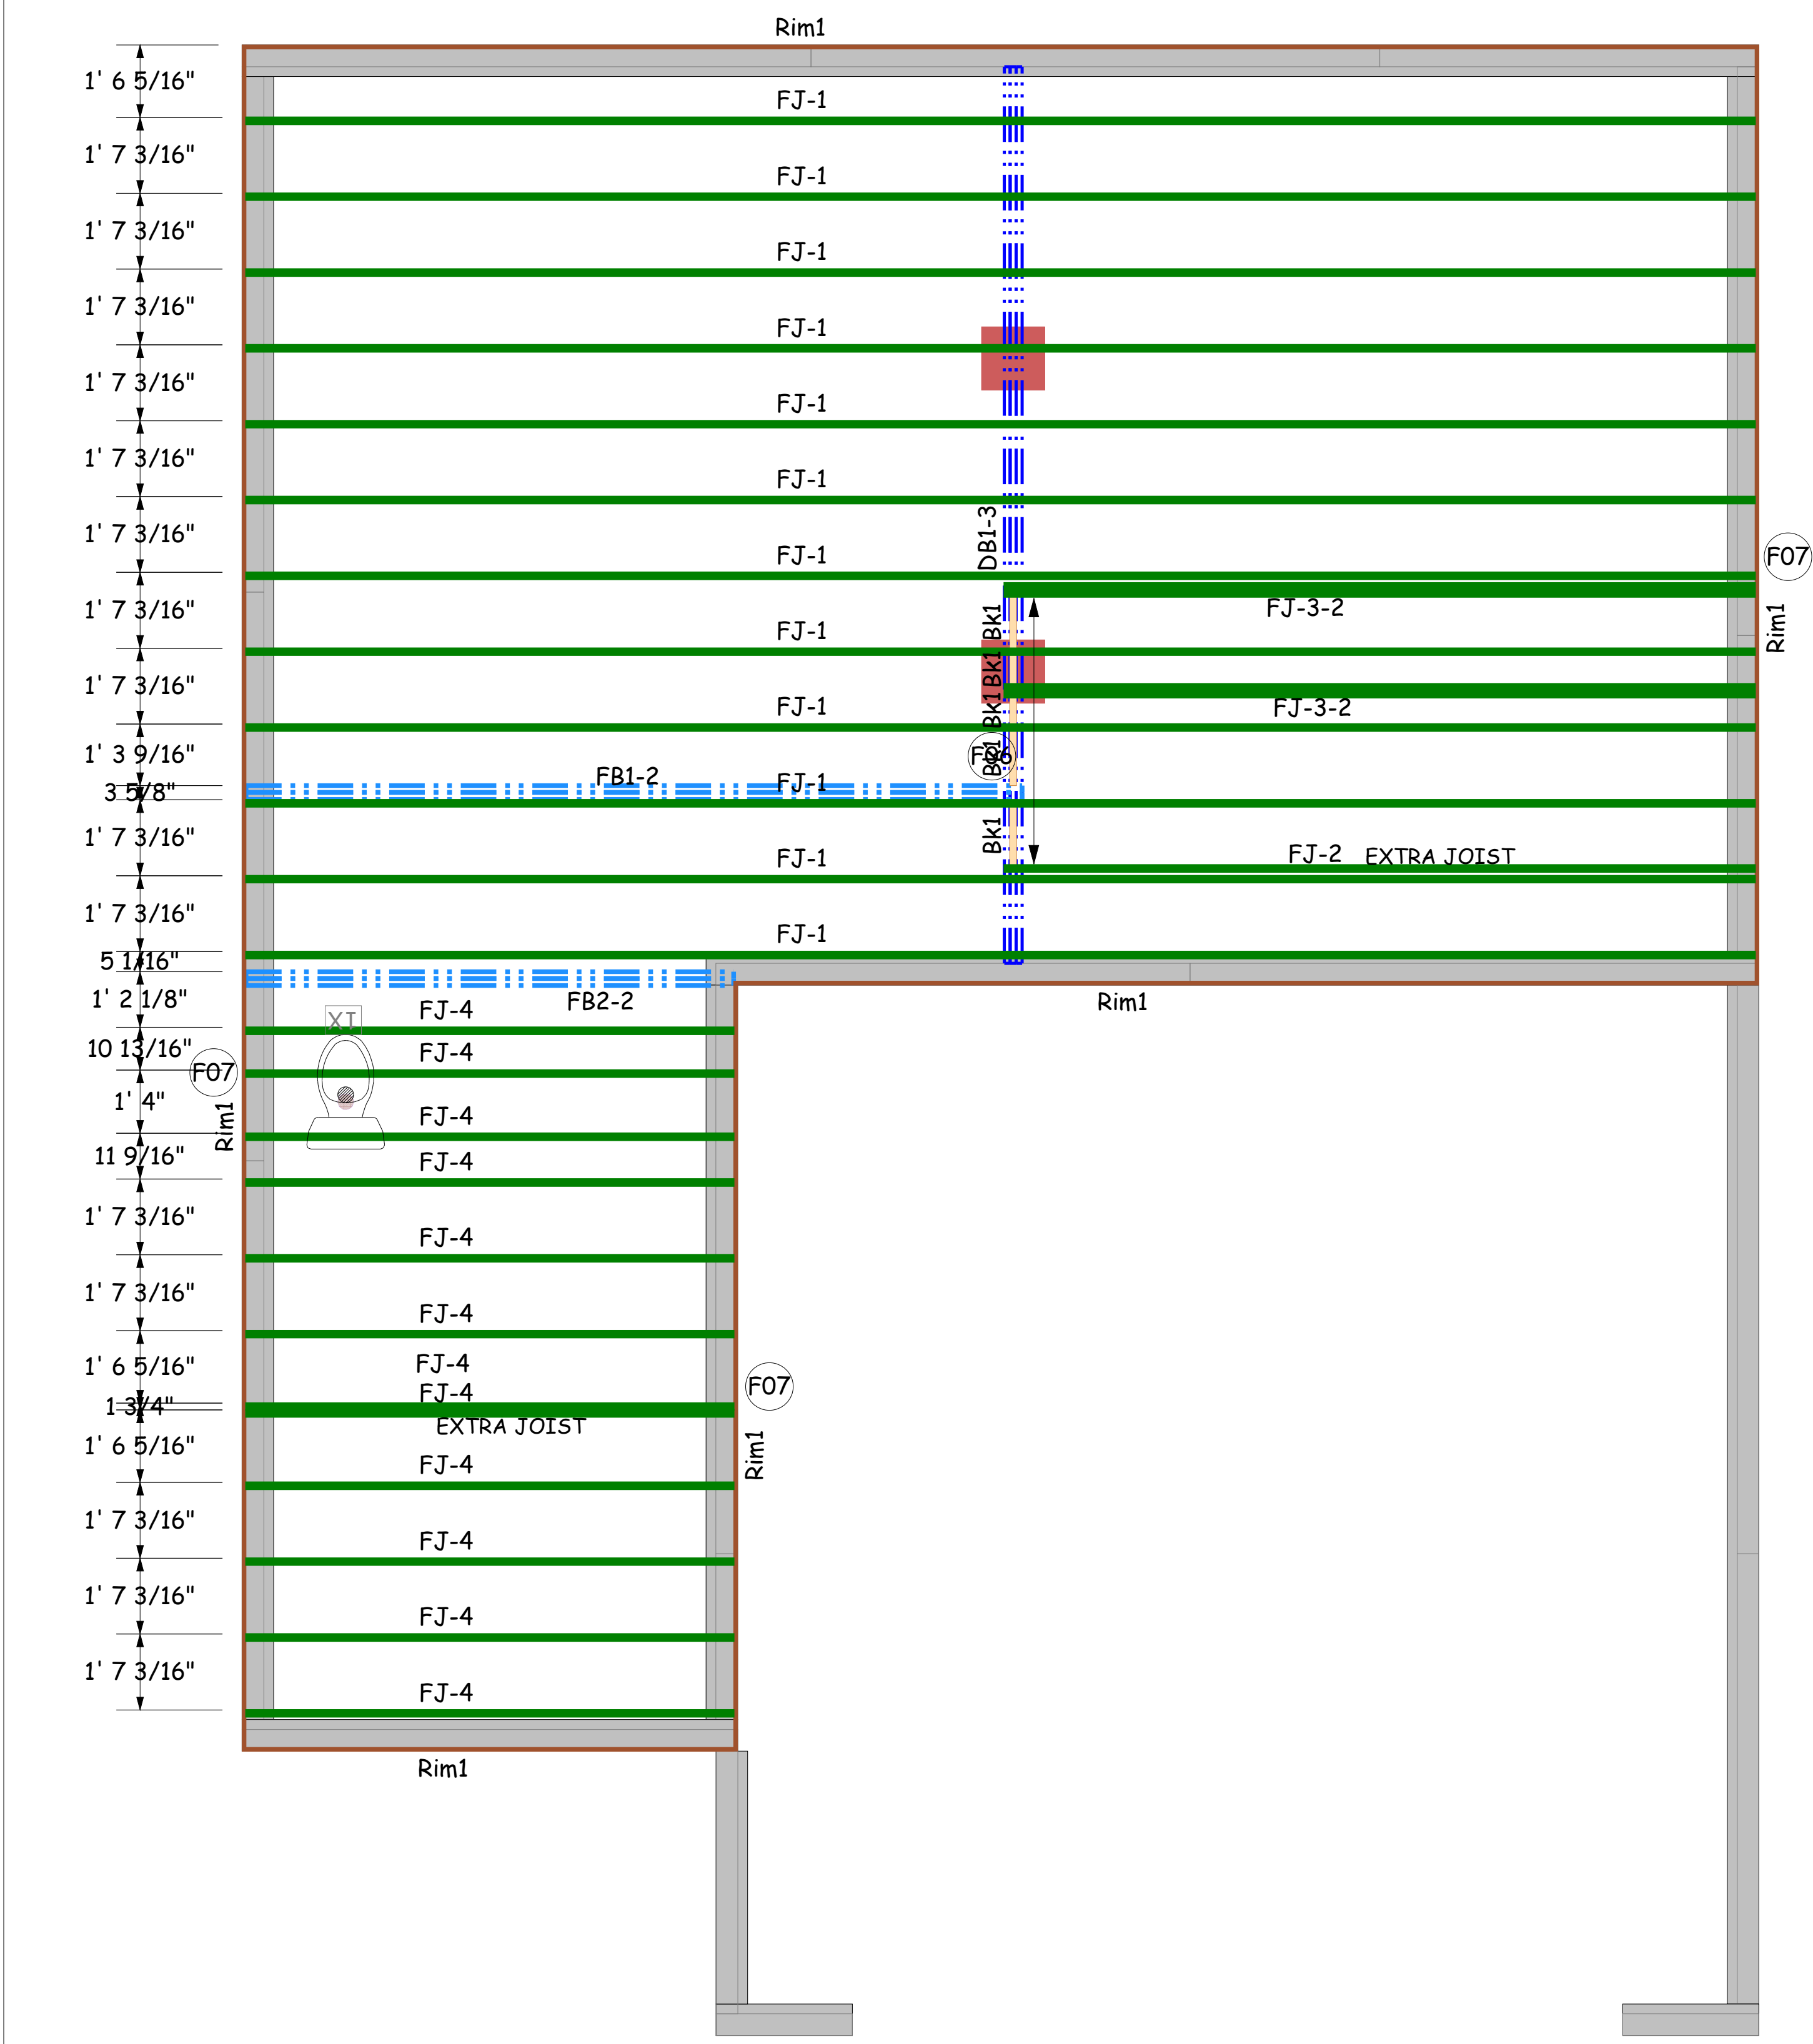 Rim1
1' 6 5/16"
FJ-1
1' 7 3/16"
FJ-1
1' 7 3/16"
FJ-1
1' 7 3/16"
FJ-1
1' 7 3/16"
FJ-1
1' 7 3/16"
FJ-1
1' 7 3/16"
DB1-3
FJ-1
F07
1' 7 3/16"
Bk1
FJ-3-2
Rim1
FJ-1
1' 7 3/16"
Bk1
FJ-1
Bk1
FJ-3-2
1' 3 9/16"
Bk1
FB1-2
FJ-1
3 5/8"
1' 7 3/16"
Bk1
FJ-1
FJ-2 EXTRA JOIST
1' 7 3/16"
FJ-1
5 1/16"
1' 2 1/8"
FB2-2
Rim1
FJ-4
XI
10 13/16"
FJ-4
F07
1' 4"
FJ-4
Rim1
11 9/16"
FJ-4
1' 7 3/16"
FJ-4
1' 7 3/16"
FJ-4
1' 6 5/16"
FJ-4
F07
FJ-4
1 3/4"
EXTRA JOIST
1' 6 5/16"
Rim1
FJ-4
1' 7 3/16"
FJ-4
1' 7 3/16"
FJ-4
1' 7 3/16"
FJ-4
Rim1